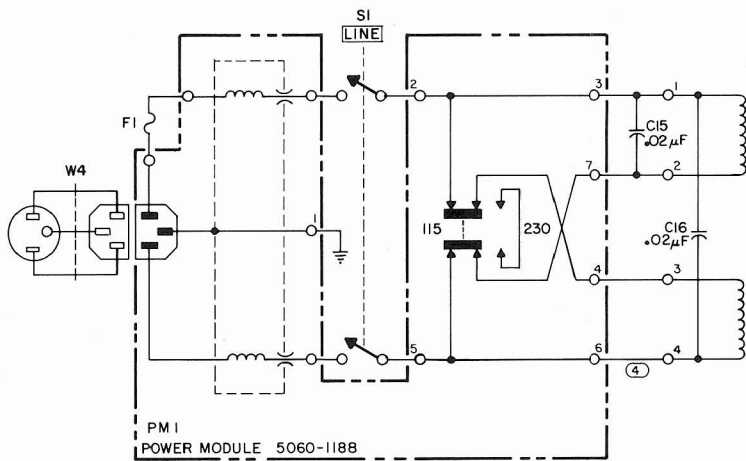 S1
LINE
2
3
1
F1
C15
.02μF
W4
7
2
1
115
230
C16
.02μF
4
3
5
6
4
4
PM1
POWER MODULE 5060-1188